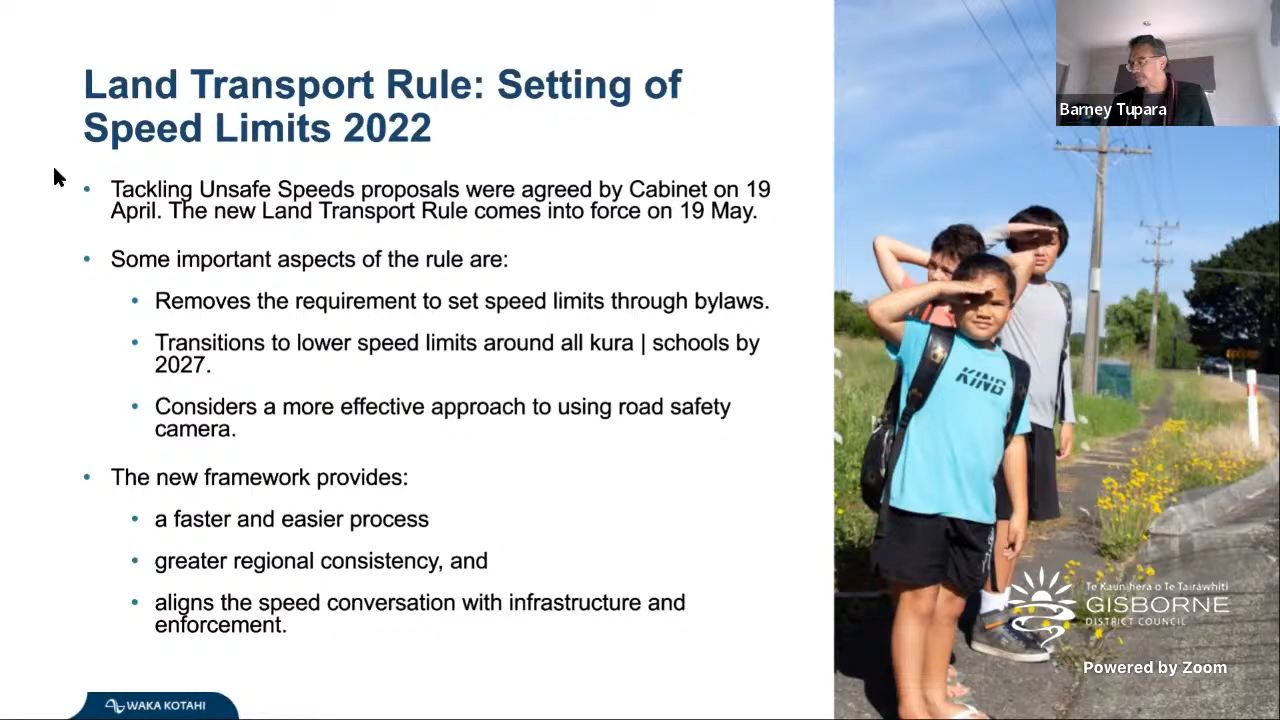 Land Transport Rule: Setting of
Speed Limits 2022
Tackling Unsafe Speeds proposals were agreed by Cabinet on 19
April. The new Land Transport Rule comes into force on 19 May.
Some important aspects of the rule are:
Removes the requirement to set speed limits through bylaws.
Transitions to lower speed limits around all kura | schools by
2027.
Considers a more effective approach to using road safety
camera.
The new framework provides:
a faster and easier process
greater regional consistency, and
aligns the speed conversation with infrastructure and
enforcement.
WAKA KOTAHI
Barney Tupara
KING
Te Kaunihera o Te Tairāwhiti
GISBORNE
DISTRICT COUNCIL
Powered by Zoom